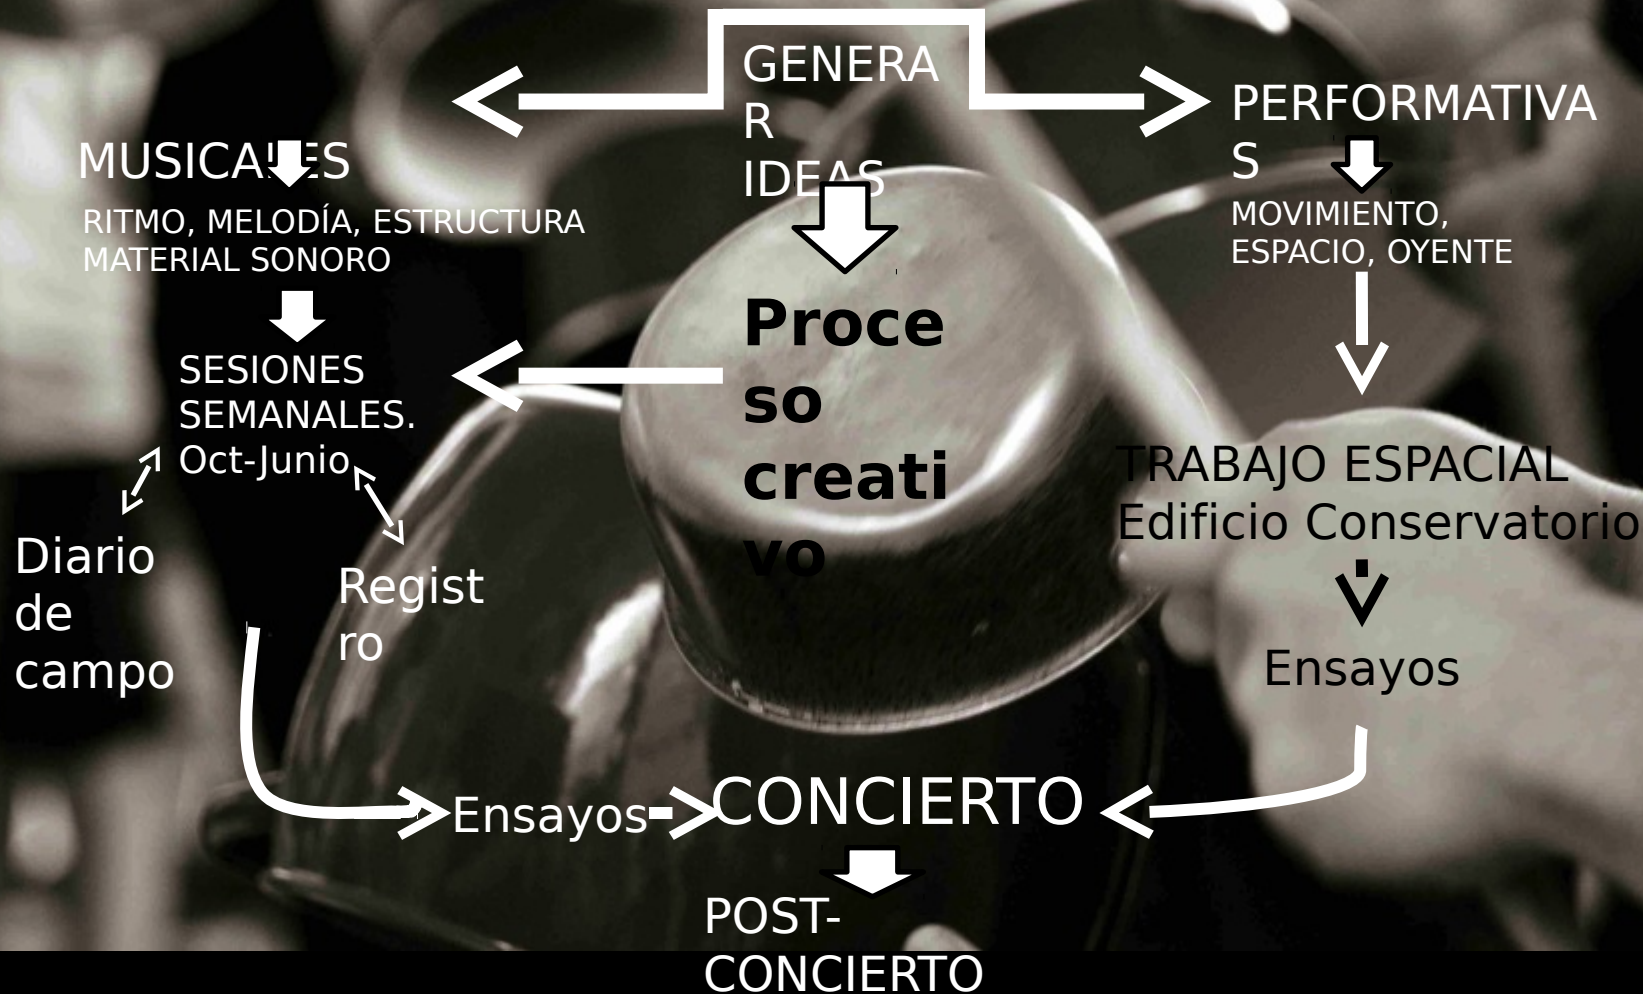 GENERA
R
IDEAS
PERFORMATIVA
S
MUSICALES
RITMO, MELODÍA, ESTRUCTURA
MATERIAL SONORO
MOVIMIENTO,
ESPACIO, OYENTE
Proce
so
creati
vo
SESIONES
SEMANALES.
Oct-Junio
TRABAJO ESPACIAL
Edificio Conservatorio
Diario
de
campo
Regist
ro
Ensayos
Ensayos
CONCIERTO
POST-
CONCIERTO